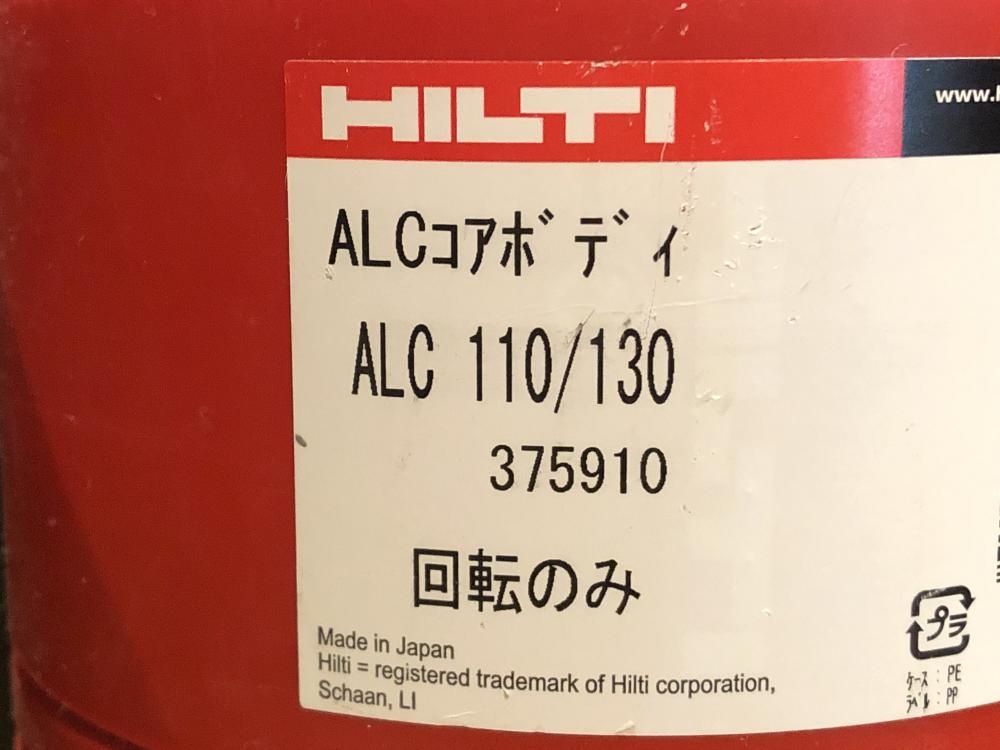 HILTI
www.
ALCコアボディ
ALC 110/130
375910
回転のみ
Made in Japan
Hilti = registered trademark of Hilti corporation,
Schaan, LI
プラ
ケース : PE
ラベル : PP